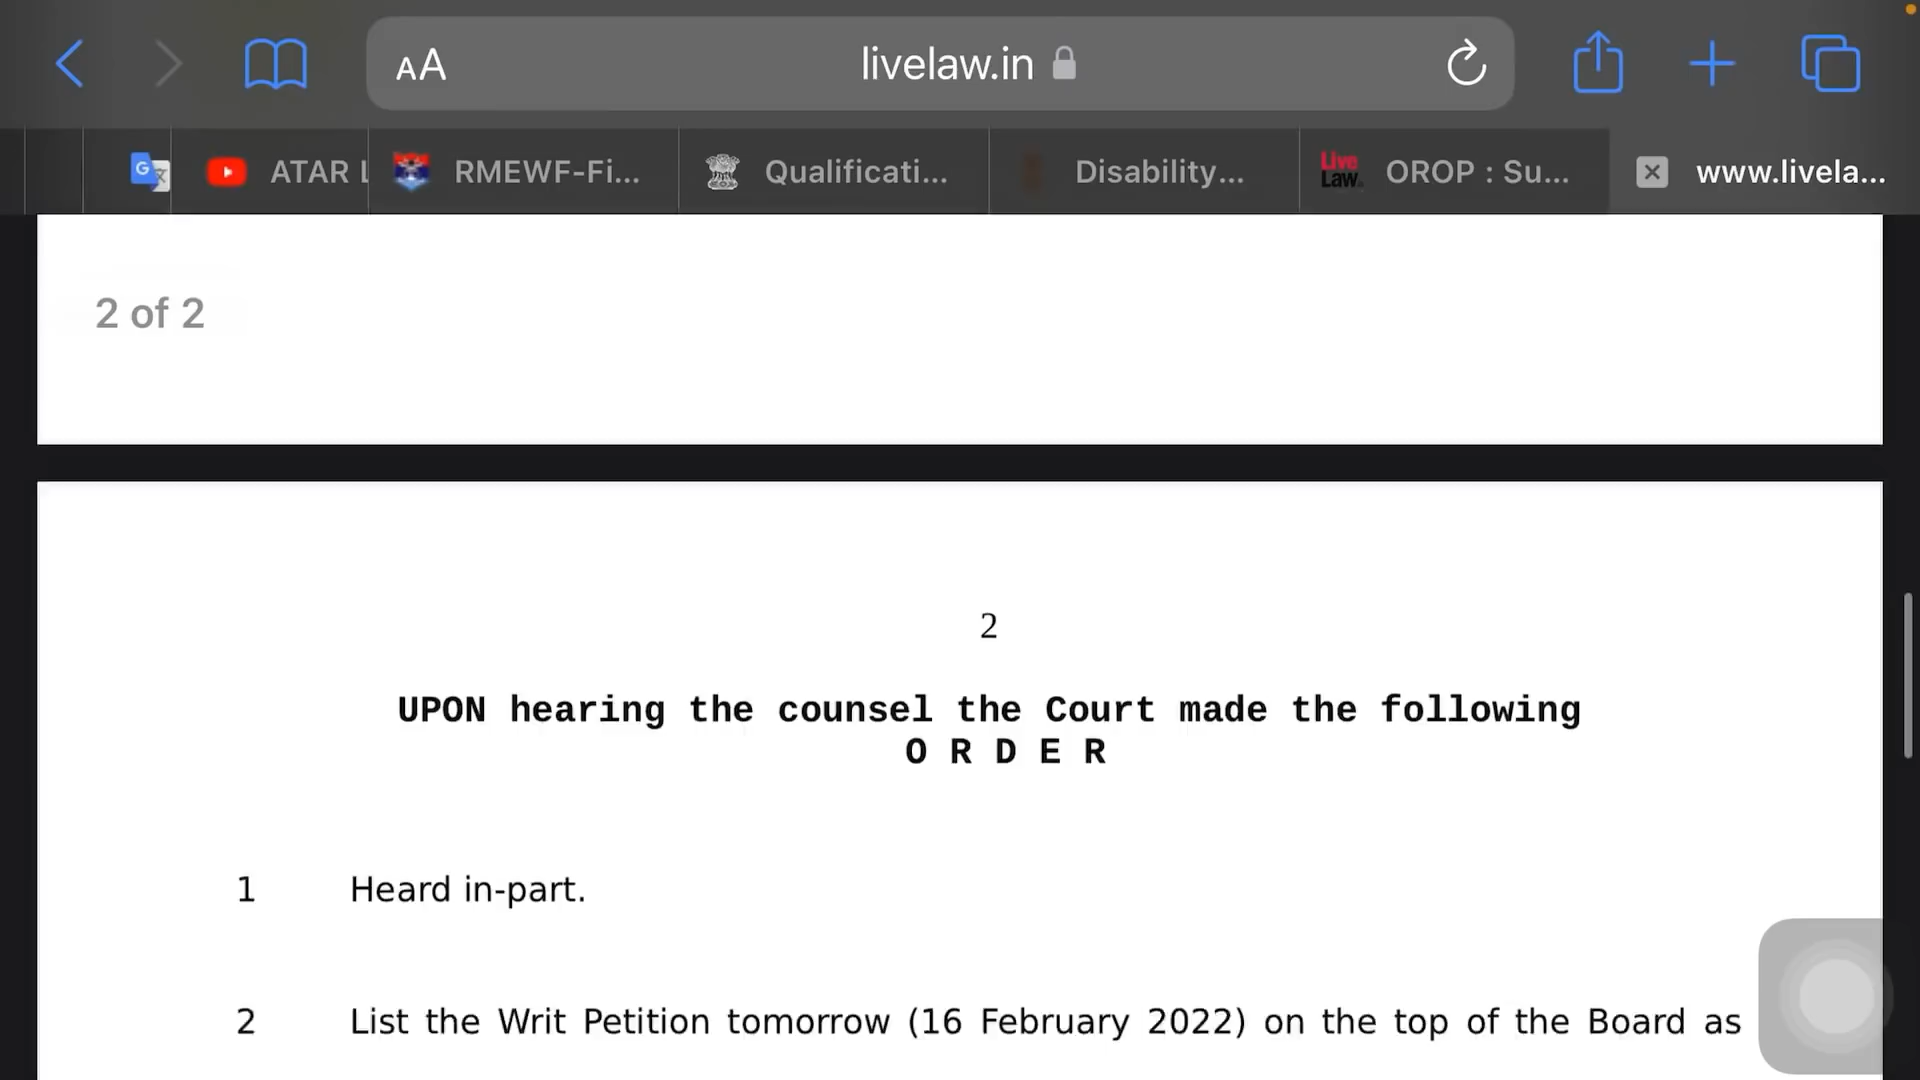 AA livelaw.in
ATAR L RMEWF-Fi... Qualificati... Disability... Live Law. OROP : Su... www.livela...
2 of 2
2
UPON hearing the counsel the Court made the following
O R D E R
1 Heard in-part.
2 List the Writ Petition tomorrow (16 February 2022) on the top of the Board as